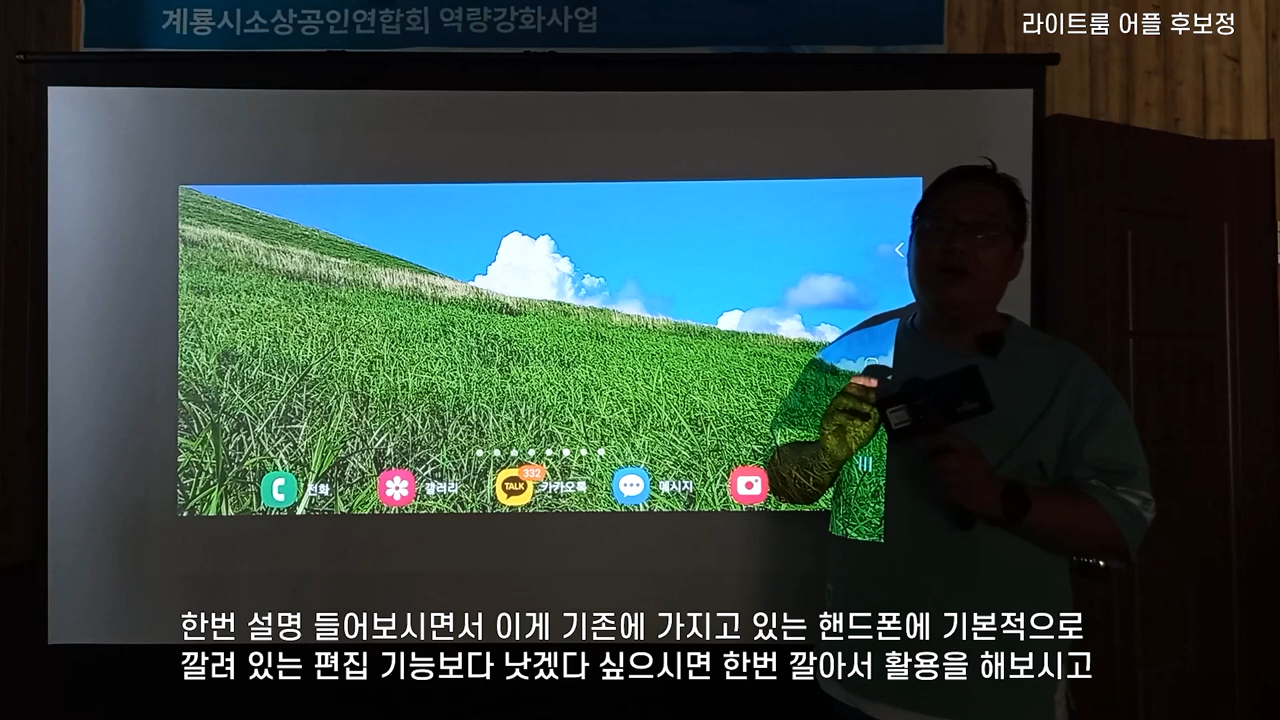 계룡시소상공인연합회 역량강화사업
라이트룸 어플 후보정
332
TALK
전화
갤러리
카카오톡
메시지
한번 설명 들어보시면서 이게 기존에 가지고 있는 핸드폰에 기본적으로
깔려 있는 편집 기능보다 낫겠다 싶으시면 한번 깔아서 활용을 해보시고